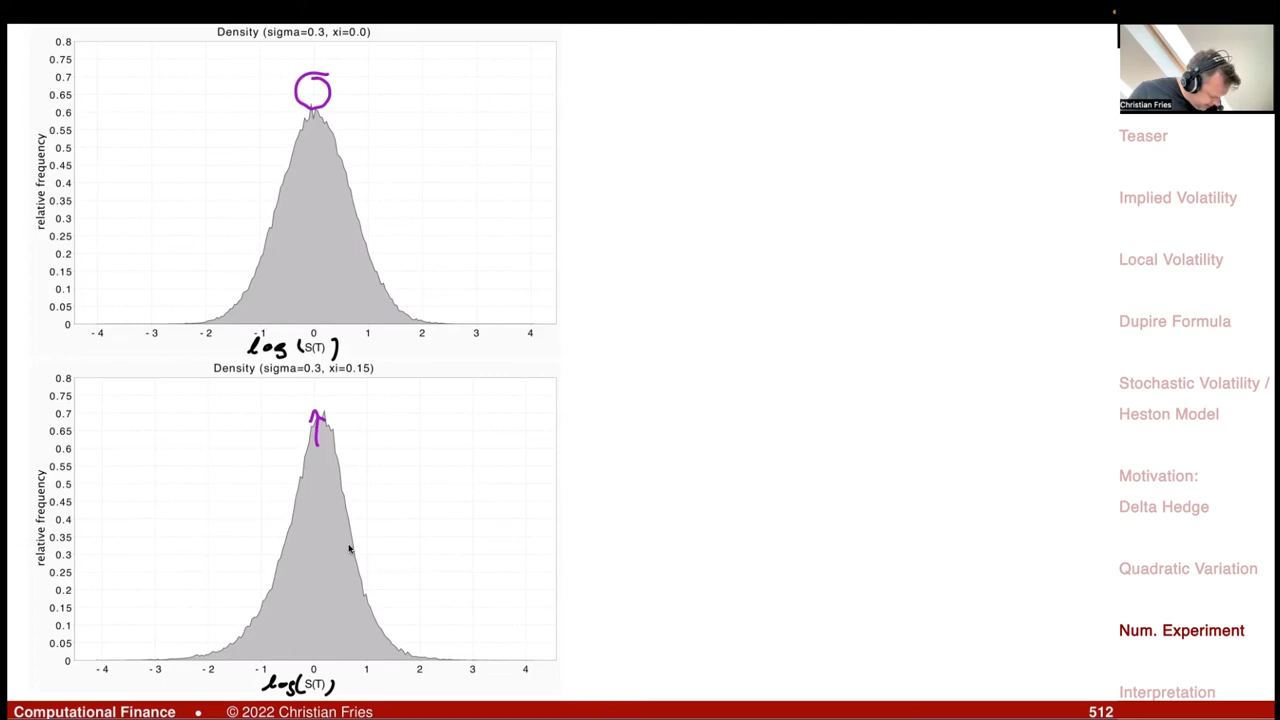 Density (sigma=0.3, xi=0.0)
0.8
0.75
0.7
0.65
0.6
0.55
0.5
0.45
0.4
0.35
0.3
0.25
0.2
0.15
0.1
0.05
0
relative frequency
- 4 - 3 - 2 - 1 0 1 2 3 4
log (S(T))
Density (sigma=0.3, xi=0.15)
0.8
0.75
0.7
0.65
0.6
0.55
0.5
0.45
0.4
0.35
0.3
0.25
0.2
0.15
0.1
0.05
0
relative frequency
- 4 - 3 - 2 - 1 0 1 2 3 4
log(S(T))
Christian Fries
Teaser
Implied Volatility
Local Volatility
Dupire Formula
Stochastic Volatility /
Heston Model
Motivation:
Delta Hedge
Quadratic Variation
Num. Experiment
Interpretation
Computational Finance • © 2022 Christian Fries 512